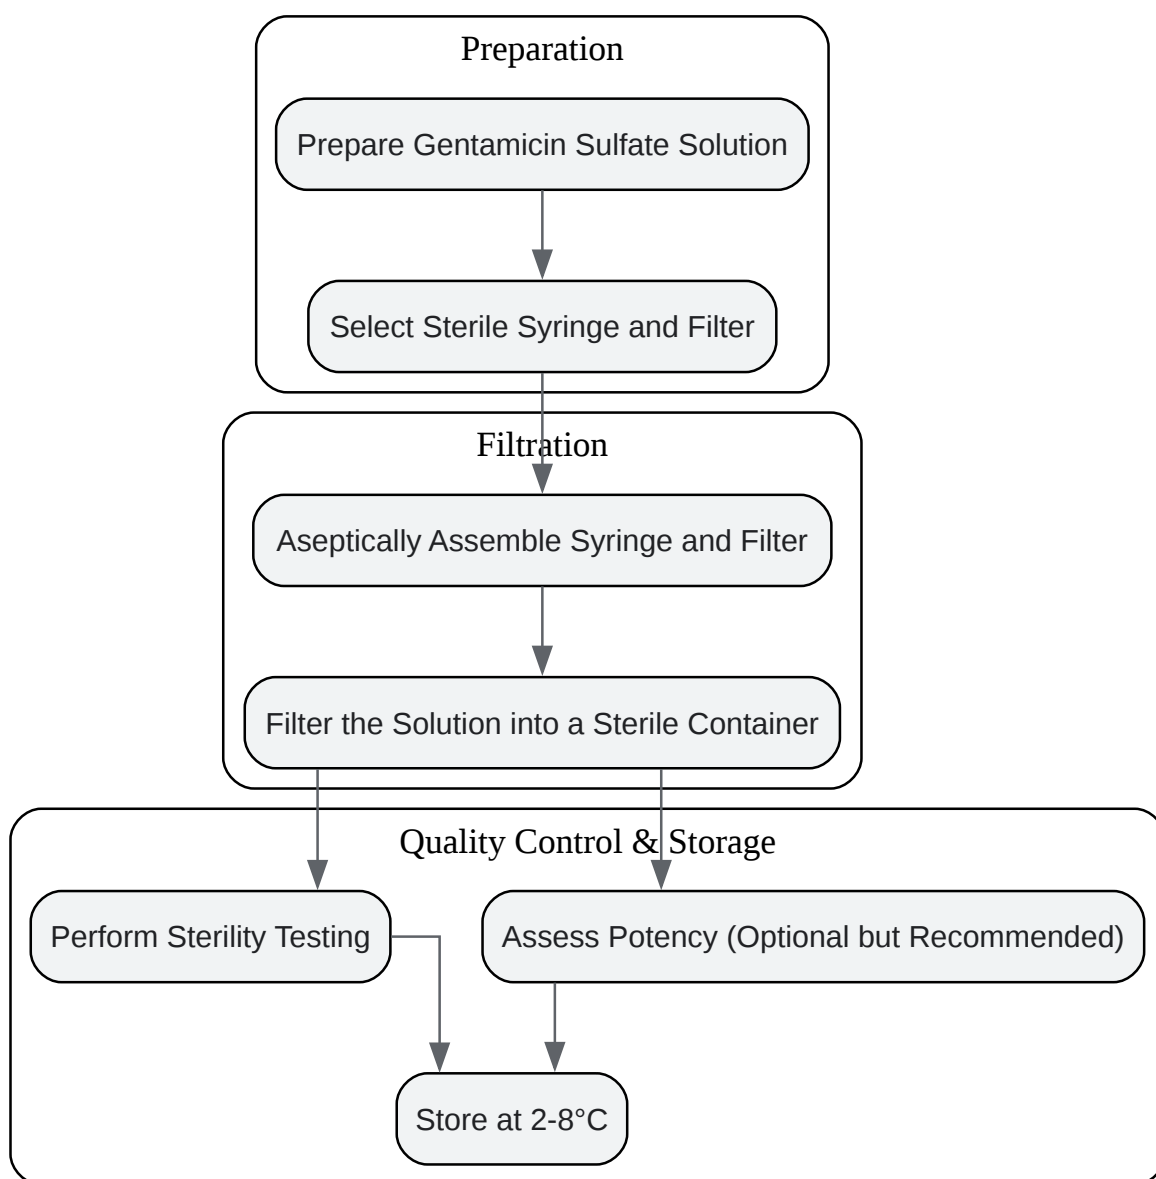 Preparation
Prepare Gentamicin Sulfate Solution
Select Sterile Syringe and Filter
Filtration
Aseptically Assemble Syringe and Filter
Filter the Solution into a Sterile Container
Quality Control & Storage
Perform Sterility Testing
Assess Potency (Optional but Recommended)
Store at 2-8°C